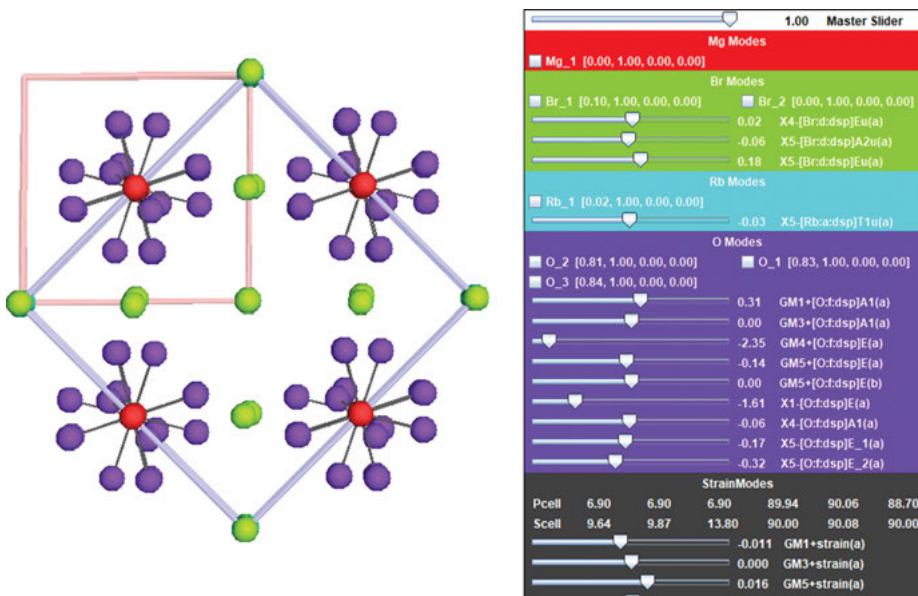 1.00 Master Slider
Mg Modes
Mg_1 [0.00, 1.00, 0.00, 0.00]
Br Modes
Br_1 [0.10, 1.00, 0.00, 0.00] Br_2 [0.00, 1.00, 0.00, 0.00]
0.02 X4-[Br:d:dsp]Eu(a)
-0.06 X5-[Br:d:dsp]A2u(a)
0.18 X5-[Br:d:dsp]Eu(a)
Rb Modes
Rb_1 [0.02, 1.00, 0.00, 0.00]
-0.03 X5-[Rb:a:dsp]T1u(a)
O Modes
O_2 [0.81, 1.00, 0.00, 0.00] O_1 [0.83, 1.00, 0.00, 0.00]
O_3 [0.84, 1.00, 0.00, 0.00]
0.31 GM1+[O:f:dsp]A1(a)
0.00 GM3+[O:f:dsp]A1(a)
-2.35 GM4+[O:f:dsp]E(a)
-0.14 GM5+[O:f:dsp]E(a)
0.00 GM5+[O:f:dsp]E(b)
-1.61 X1-[O:f:dsp]E(a)
-0.06 X4-[O:f:dsp]A1(a)
-0.17 X5-[O:f:dsp]E_1(a)
-0.32 X5-[O:f:dsp]E_2(a)
StrainModes
Pcell 6.90 6.90 6.90 89.94 90.06 88.70
Scell 9.64 9.87 13.80 90.00 90.08 90.00
-0.011 GM1+strain(a)
0.000 GM3+strain(a)
0.016 GM5+strain(a)